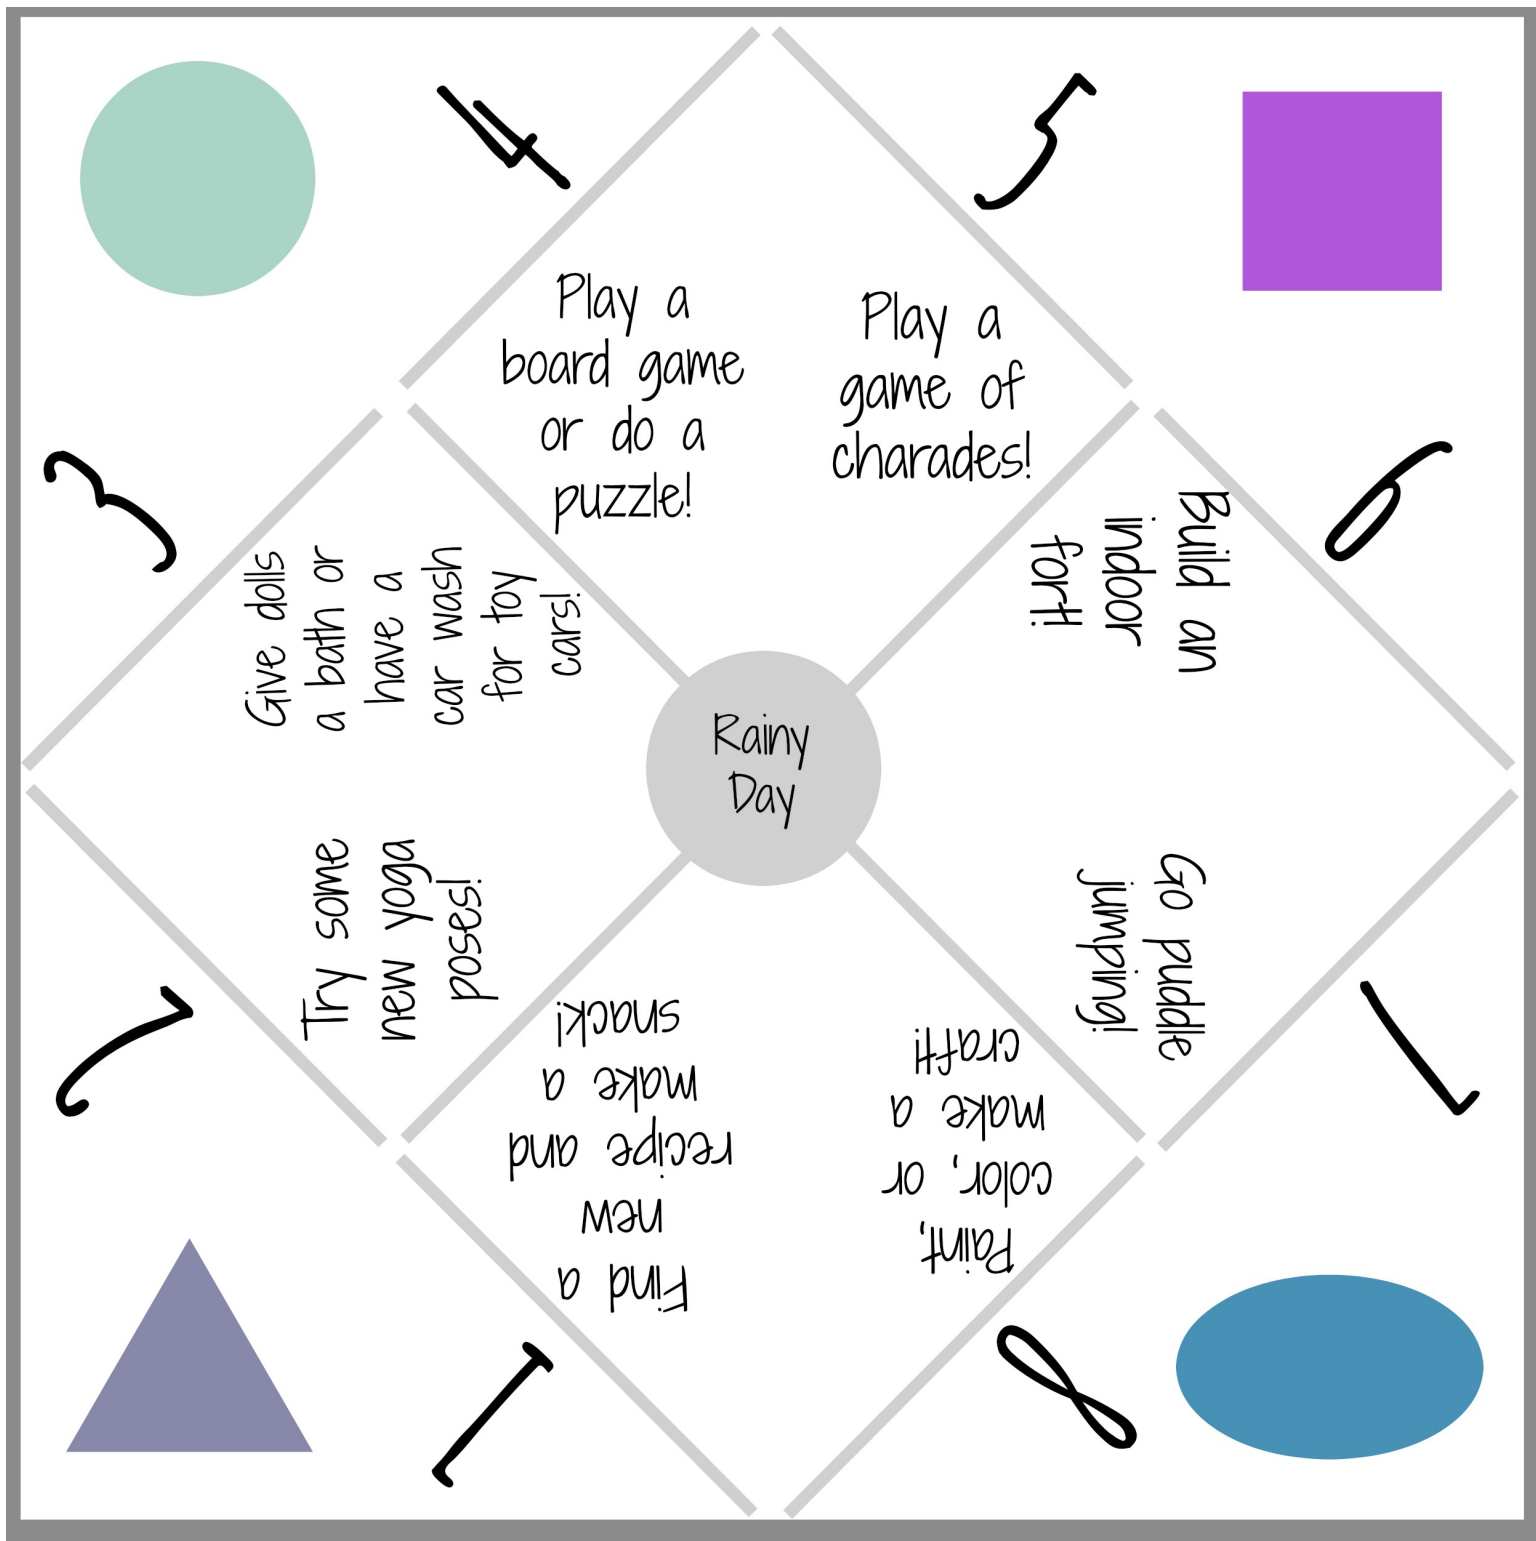 4
5
Play a
board game
or do a
puzzle!
Play a
game of
charades!
3
6
Give dolls
a bath or
have a
car wash
for toy
cars!
Build an
indoor
fort!
Rainy
Day
Try some
new yoga
poses!
Go puddle
jumping!
2
7
Find a
new
recipe and
make a
snack!
Paint,
color, or
make a
craft!
1
8